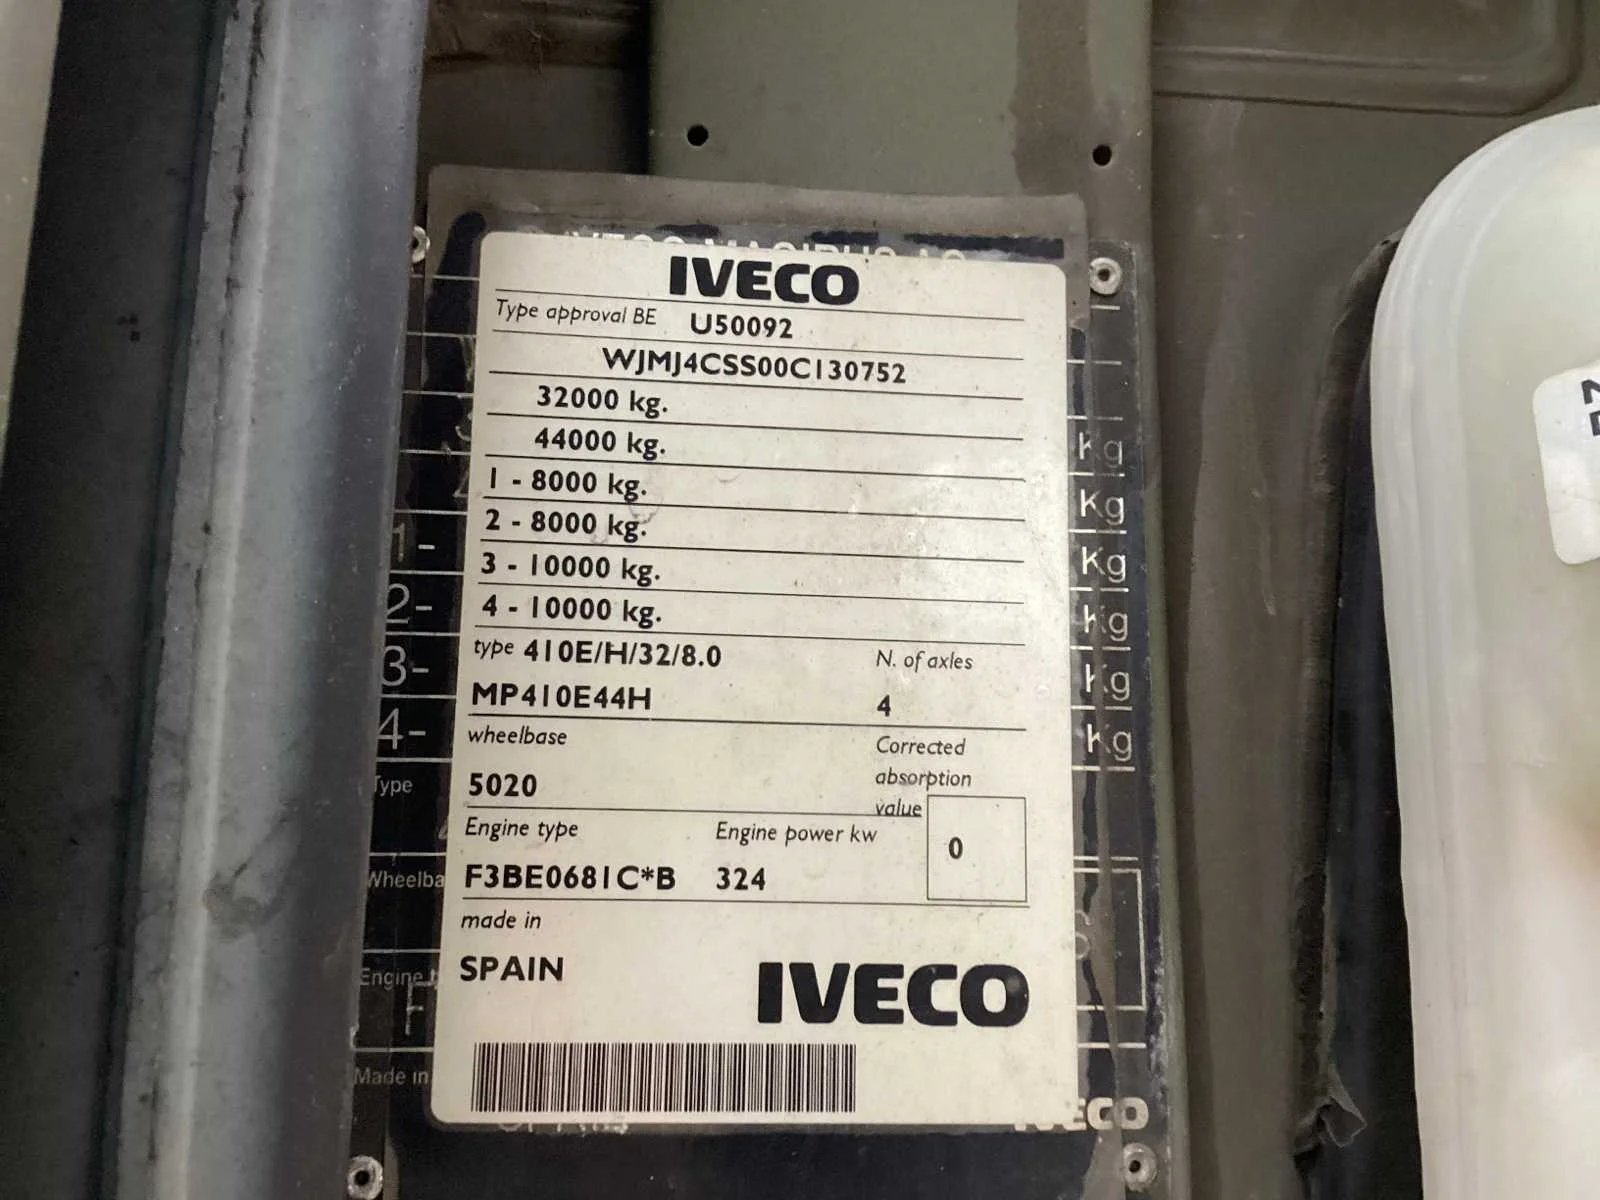 IVECO
Type approval BE U50092
WJMJ4CSS00C130752
32000 kg.
44000 kg.
1 - 8000 kg.
2 - 8000 kg.
3 - 10000 kg.
4 - 10000 kg.
type 410E/H/32/8.0 N. of axles
MP410E44H 4
wheelbase Corrected
absorption
5020 value
Engine type Engine power kw
0
F3BE0681C*B 324
made in
SPAIN IVECO
Kg
Kg
1- Kg
2- Kg
3- Kg
4- Kg
Type
Wheelba
Engine t
Made in